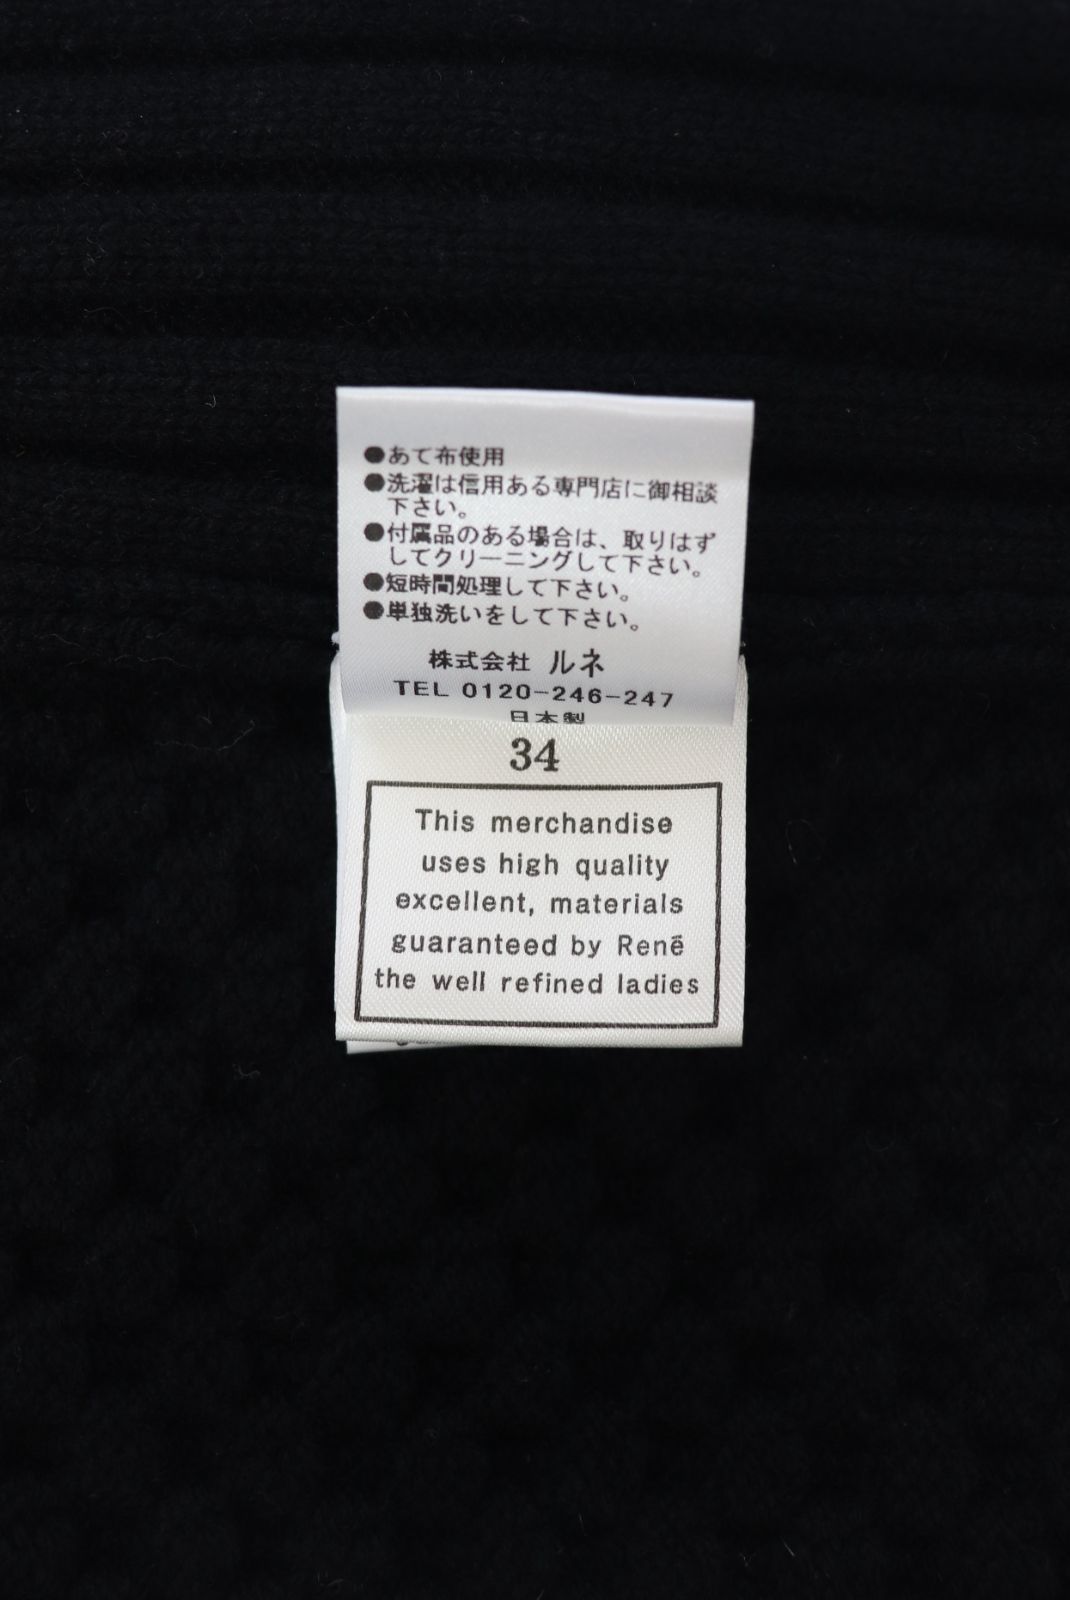 ●あて布使用
●洗濯は信用ある専門店に御相談
下さい。
●付属品のある場合は、取りはず
してクリーニングして下さい。
●短時間処理して下さい。
●単独洗いをして下さい。
株式会社 ルネ
TEL 0120-246-247
日本製
34
This merchandise
uses high quality
excellent, materials
guaranteed by René
the well refined ladies